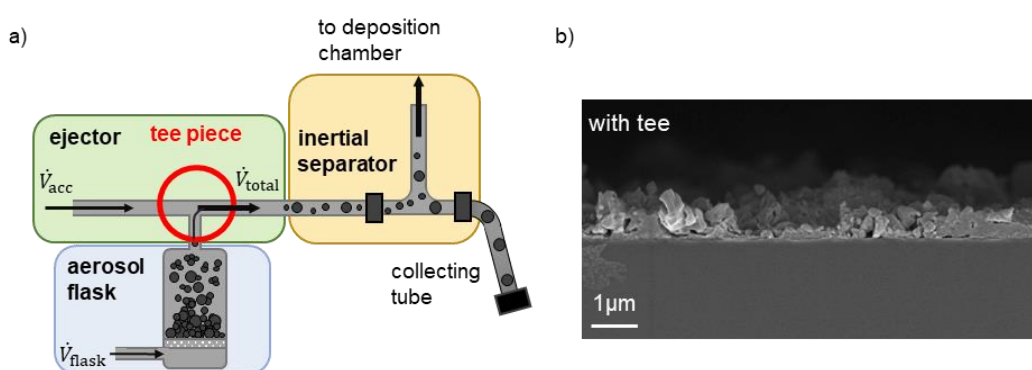 a)
to deposition
chamber
ejector
tee piece
inertial
separator
V̇acc
V̇total
aerosol
flask
collecting
tube
V̇flask
b)
with tee
1µm